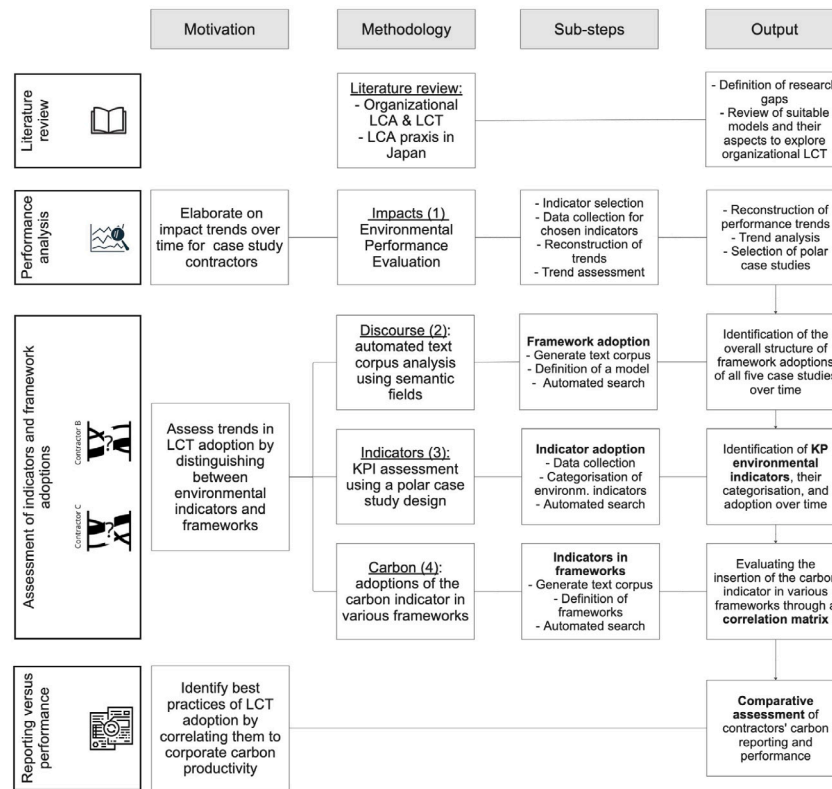 Motivation
Methodology
Sub-steps
Output
Literature
review
Literature review:
- Organizational
LCA & LCT
- LCA praxis in
Japan
- Definition of research
gaps
- Review of suitable
models and their
aspects to explore
organizational LCT
Performance
analysis
Elaborate on
impact trends over
time for case study
contractors
Impacts (1)
Environmental
Performance
Evaluation
- Indicator selection
- Data collection for
chosen indicators
- Reconstruction of
trends
- Trend assessment
- Reconstruction of
performance trends
- Trend analysis
- Selection of polar
case studies
Assessment of indicators and framework
adoptions
Contractor B
?
Contractor C
?
Assess trends in
LCT adoption by
distinguishing
between
environmental
indicators and
frameworks
Discourse (2):
automated text
corpus analysis
using semantic
fields
Framework adoption
- Generate text corpus
- Definition of a model
- Automated search
Identification of the
overall structure of
framework adoptions
of all five case studies
over time
Indicators (3):
KPI assessment
using a polar case
study design
Indicator adoption
- Data collection
- Categorisation of
environm. indicators
- Automated search
Identification of KP
environmental
indicators, their
categorisation, and
adoption over time
Carbon (4):
adoptions of the
carbon indicator in
various frameworks
Indicators in
frameworks
- Generate text corpus
- Definition of
frameworks
- Automated search
Evaluating the
insertion of the carbon
indicator in various
frameworks through a
correlation matrix
Reporting versus
performance
Identify best
practices of LCT
adoption by
correlating them to
corporate carbon
productivity
Comparative
assessment of
contractors' carbon
reporting and
performance